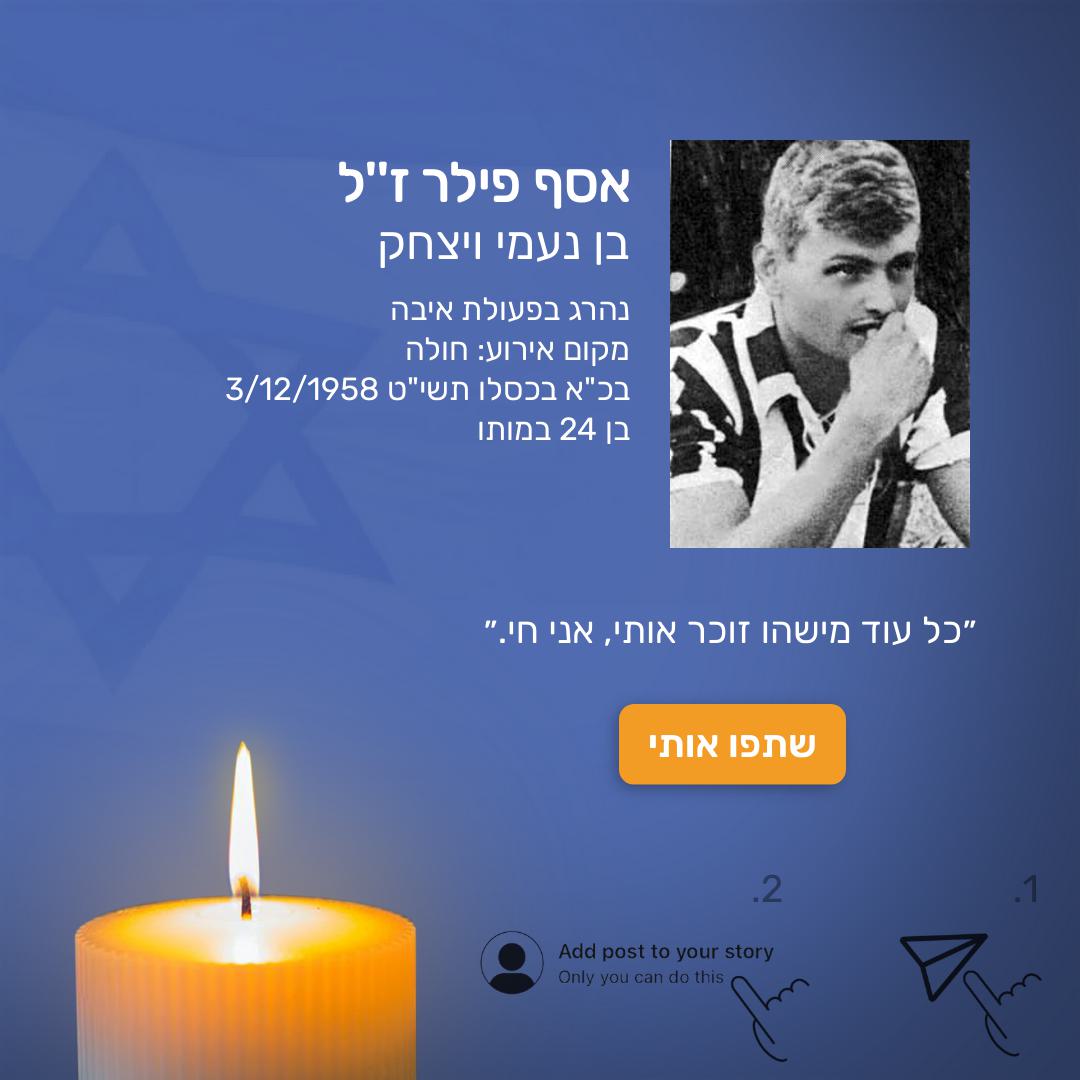 אסף פילר ז"ל
בן נעמי ויצחק
נהרג בפעולת איבה
מקום אירוע: חולה
בכ"א בכסלו תשי"ט 3/12/1958
בן 24 במותו
״כל עוד מישהו זוכר אותי, אני חי.״
שתפו אותי
.1
.2
Add post to your story
Only you can do this